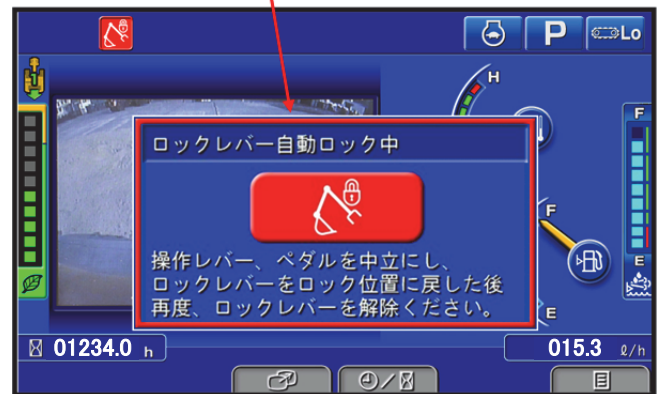 P
Lo
1
H
F
ロックレバー自動ロック中
操作レバー、ペダルを中立にし、
ロックレバーをロック位置に戻した後
再度、ロックレバーを解除ください。
F
E
E
01234.0 h
015.3 ℓ/h